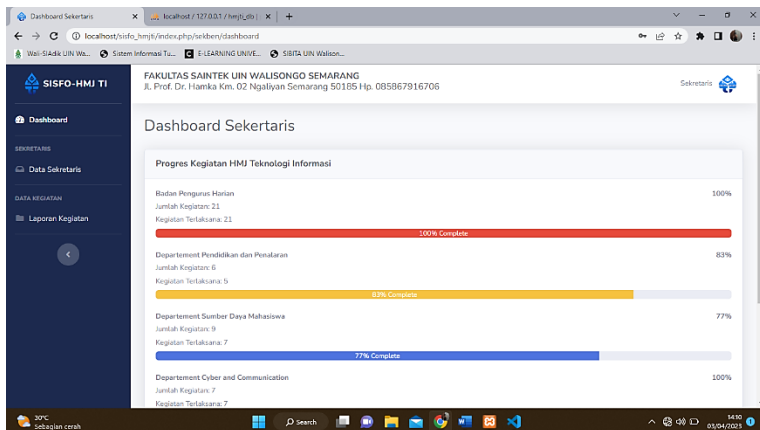 Dashboard Sekertaris
localhost / 127.0.0.1 / hmjti_db |
localhost/sisfo_hmjti/index.php/sekben/dashboard
Wali-SIAdik UIN Wa...
Sistem Informasi Tu...
E-LEARNING UNIVE...
SIBITA UIN Walison...
SISFO-HMJ TI
FAKULTAS SAINTEK UIN WALISONGO SEMARANG
Jl. Prof. Dr. Hamka Km. 02 Ngaliyan Semarang 50185 Hp. 085867916706
Sekretaris
Dashboard
SEKRETARIS
Data Sekretaris
DATA KEGIATAN
Laporan Kegiatan
Dashboard Sekertaris
Progres Kegiatan HMJ Teknologi Informasi
Badan Pengurus Harian 100%
Jumlah Kegiatan: 21
Kegiatan Terlaksana: 21
100% Complete
Departement Pendidikan dan Penalaran 83%
Jumlah Kegiatan: 6
Kegiatan Terlaksana: 5
83% Complete
Departement Sumber Daya Mahasiswa 77%
Jumlah Kegiatan: 9
Kegiatan Terlaksana: 7
77% Complete
Departement Cyber and Communication 100%
Jumlah Kegiatan: 7
Kegiatan Terlaksana: 7
30°C
Sebagian cerah
Search
14.10
03/04/2023